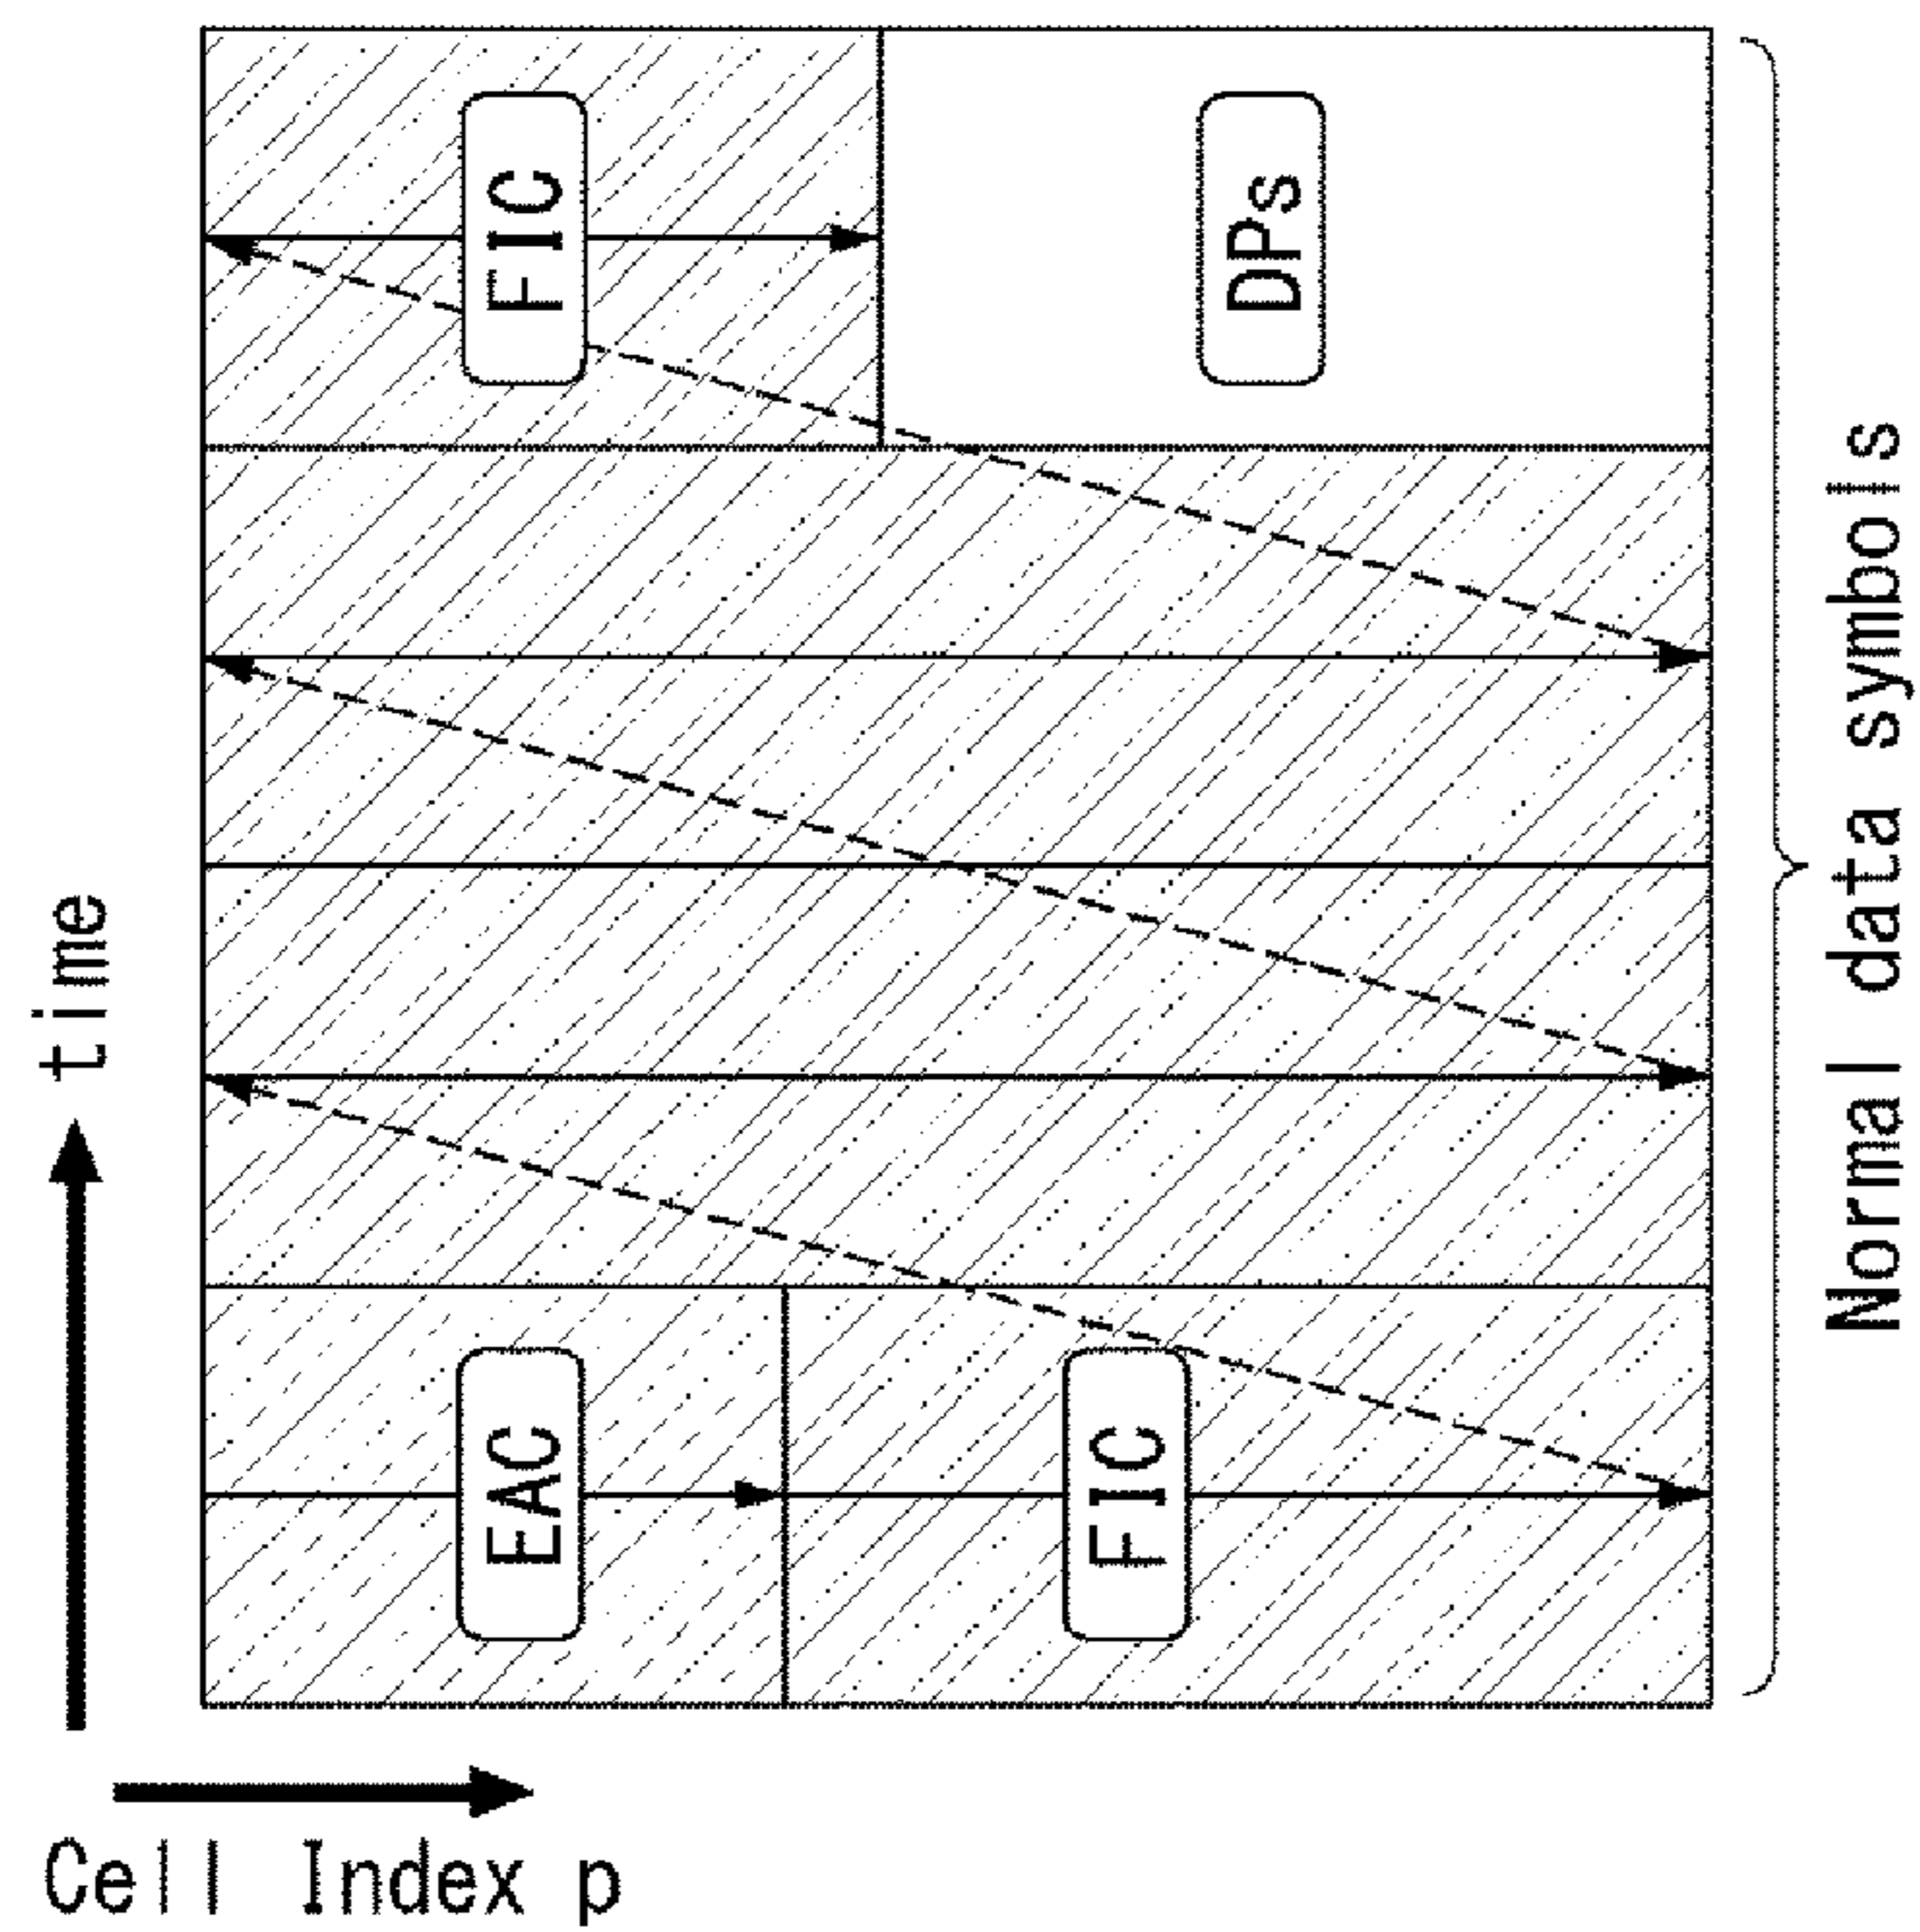 FIC
DPs
time
EAC
FIC
Normal data symbols
Cell Index p